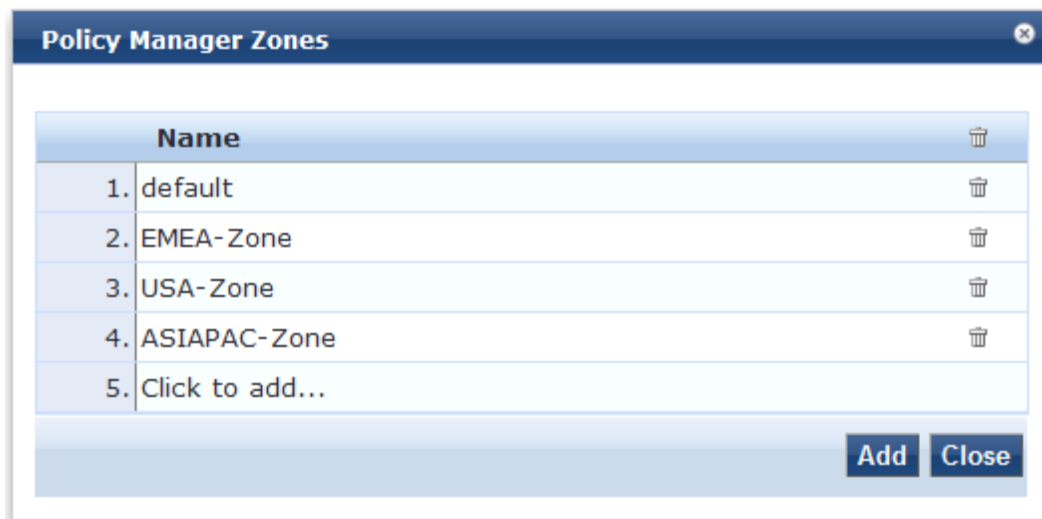 Policy Manager Zones
Name
1. default
2. EMEA-Zone
3. USA-Zone
4. ASIAPAC-Zone
5. Click to add...
Add Close